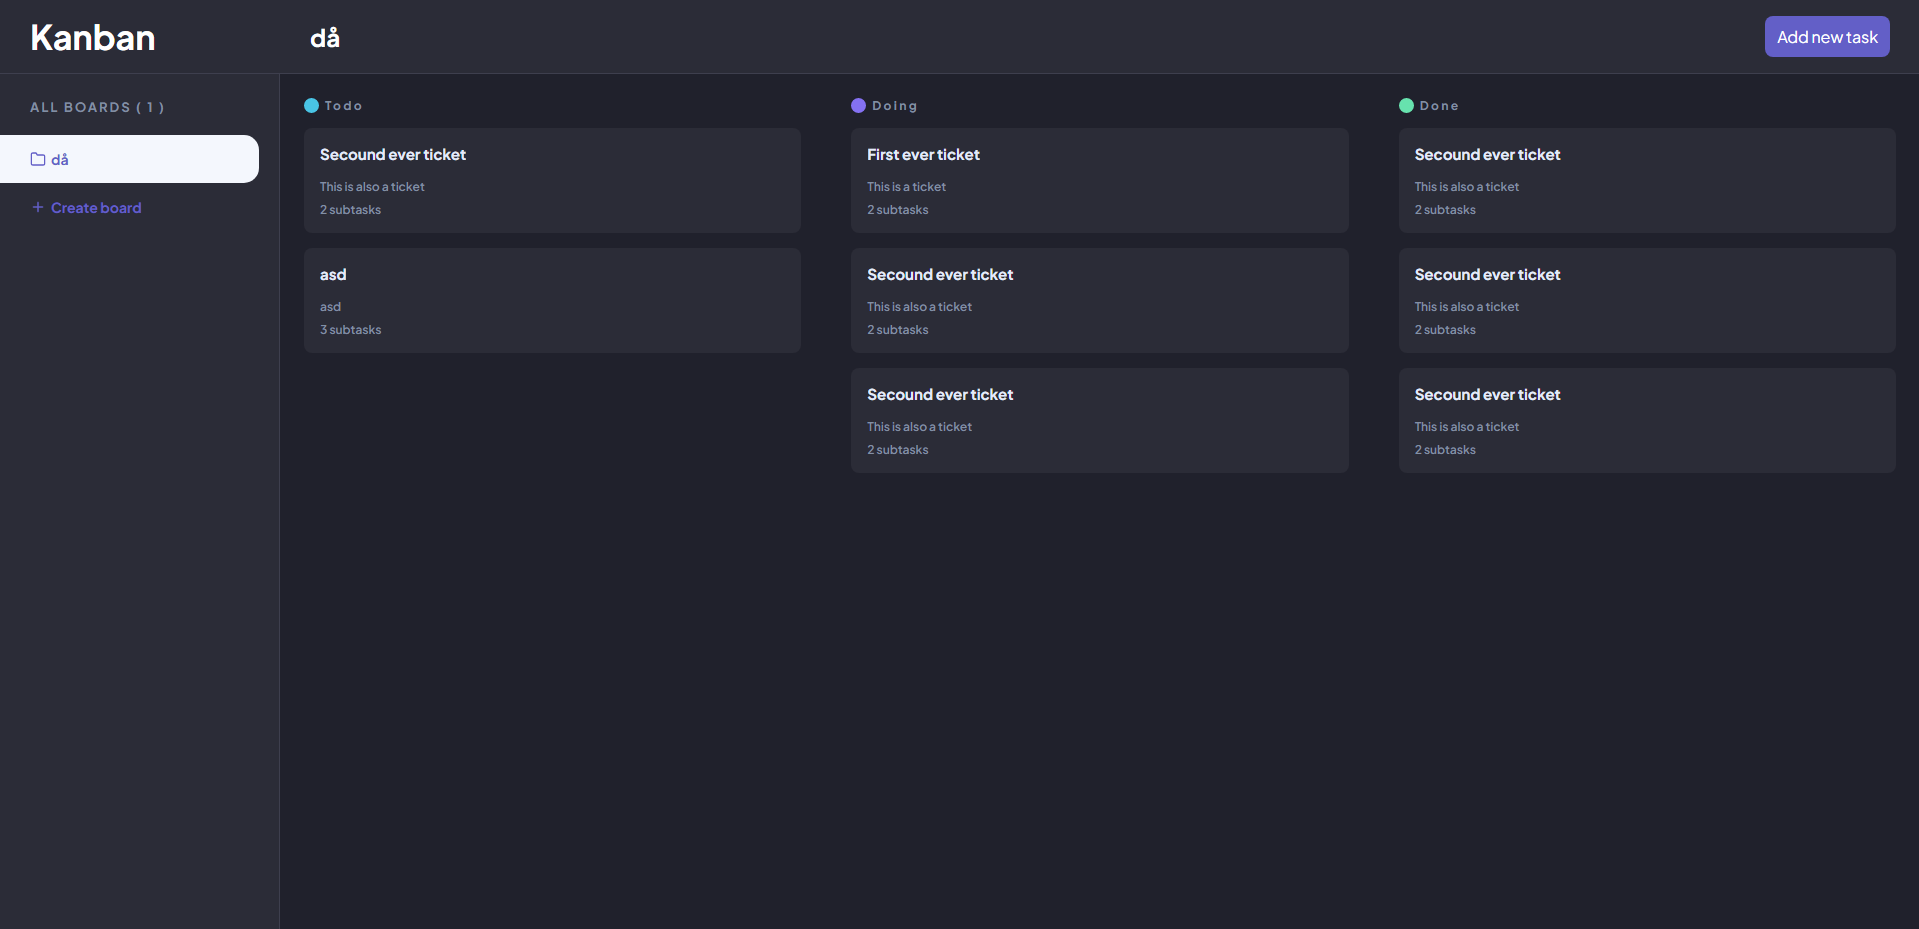 Kanban
då
Add new task
ALL BOARDS ( 1 )
då
+ Create board
Todo
Secound ever ticket
This is also a ticket
2 subtasks
asd
asd
3 subtasks
Doing
First ever ticket
This is a ticket
2 subtasks
Secound ever ticket
This is also a ticket
2 subtasks
Secound ever ticket
This is also a ticket
2 subtasks
Done
Secound ever ticket
This is also a ticket
2 subtasks
Secound ever ticket
This is also a ticket
2 subtasks
Secound ever ticket
This is also a ticket
2 subtasks